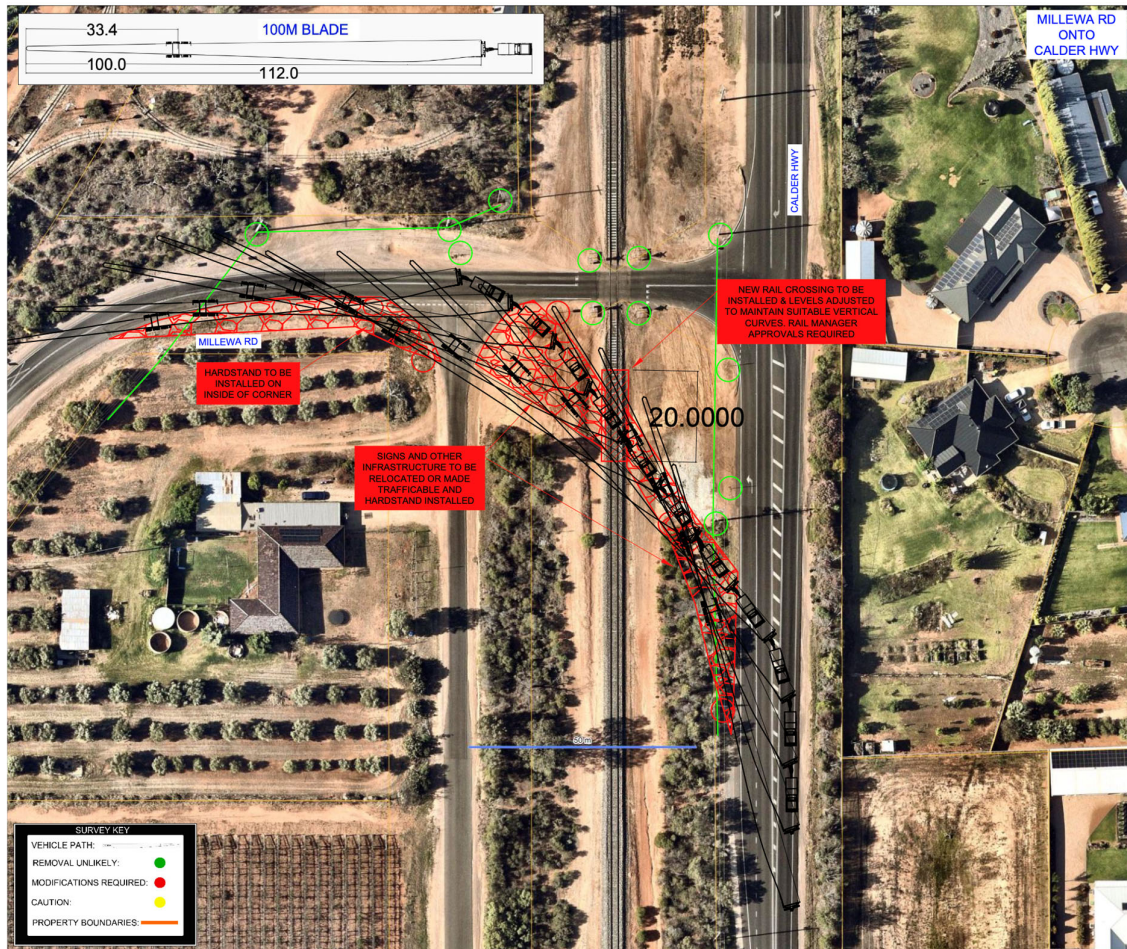 33.4
100M BLADE
100.0
112.0
MILLEWA RD
ONTO
CALDER HWY
CALDER HWY
NEW RAIL CROSSING TO BE
INSTALLED & LEVELS ADJUSTED
TO MAINTAIN SUITABLE VERTICAL
CURVES. RAIL MANAGER
APPROVALS REQUIRED
MILLEWA RD
HARDSTAND TO BE
INSTALLED ON
INSIDE OF CORNER
20.0000
SIGNS AND OTHER
INFRASTRUCTURE TO BE
RELOCATED OR MADE
TRAFFICABLE AND
HARDSTAND INSTALLED
50 m
SURVEY KEY
VEHICLE PATH:
REMOVAL UNLIKELY:
MODIFICATIONS REQUIRED:
CAUTION:
PROPERTY BOUNDARIES: